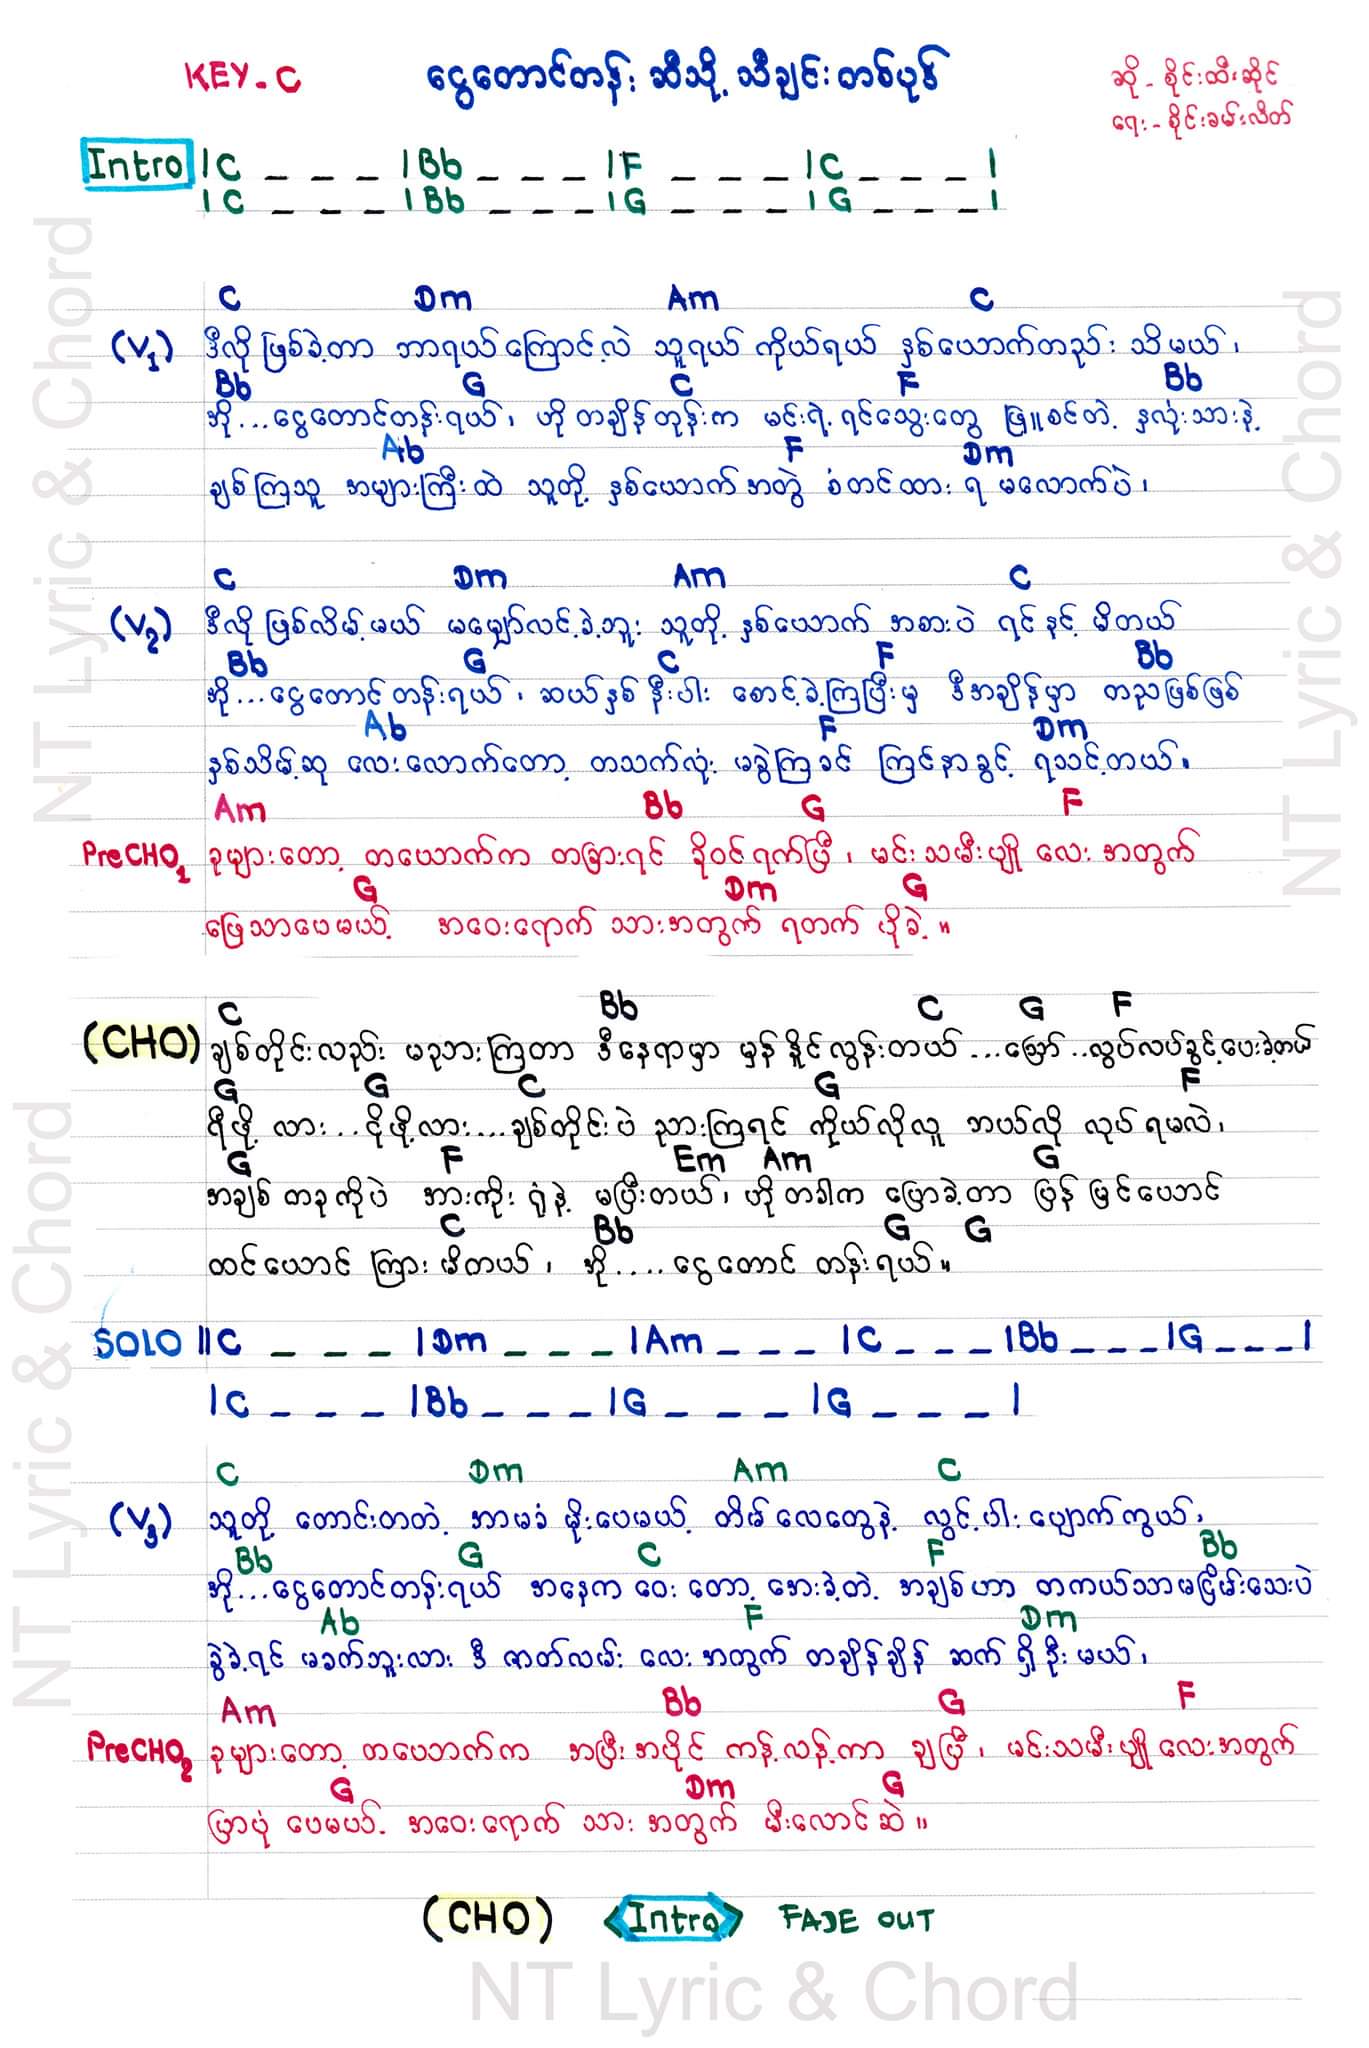 KEY-C ငွေတောင်တန်း ဆီသို့ သီချင်းတစ်ပုဒ် ဆို - စိုင်းထီးဆိုင်
ရေး - စိုင်းခမ်းလိတ်
Intro |C _ _ _ |Bb _ _ _ |F _ _ _ |C _ _ _ |
|C _ _ _ |Bb _ _ _ |G _ _ _ |G _ _ _ |
C Dm Am C
(V1) ဒီလို ဖြစ်ခဲ့တာ ဘာရယ်ကြောင့်လဲ သူရယ် ကိုယ်ရယ် နှစ်ယောက်တည်း သိမယ်၊
Bb G C F Bb
အို...ငွေတောင်တန်းရယ်၊ ဟို တချိန်တုန်းက မင်းရဲ့ ရင်သွေးတွေ ဖြူစင်တဲ့ နှလုံးသားနဲ့
Ab F Dm
ချစ်ကြသူ အများကြီးထဲ သူတို့ နှစ်ယောက်အတွဲ စံတင်ထား ရ မလောက်ပဲ၊
C Dm Am C
(V2) ဒီလို ဖြစ်လိမ့်မယ် မမျှော်လင့်ခဲ့ဘူး သူတို့ နှစ်ယောက် အစားပဲ ရင်နင့် မိတယ်
Bb G C F Bb
အို...ငွေတောင် တန်းရယ်၊ ဆယ်နှစ် နီးပါး စောင့်ခဲ့ကြပြီးမှ ဒီအချိန်မှာ တညဖြစ်ဖြစ်
Ab F Dm
နှစ်သိမ့်ဆု လေးလောက်တော့ တသက်လုံး မခွဲကြခင် ကြင်နာခွင့် ရသင့်တယ်။
Am Bb G F
PreCHO1 ခုများတော့ တယောက်က တခြားရင် ခိုဝင်ရက်ပြီ၊ မင်းသမီးပျို လေးအတွက်
G Dm G
ဖြေသာပေမယ့် အဝေးရောက် သားအတွက် ရတက် ပိုခဲ့။
C Bb C G F
(CHO) ချစ်တိုင်းလည်း မညားကြတာ ဒီနေရာမှာ မှန်နိုင်လွန်းတယ်...ဪ..လွပ်လပ်ခွင့်ပေးခဲ့တယ်
G G C G F
ရီဖို့ လား...ငိုဖို့လား....ချစ်တိုင်းပဲ ညားကြရင် ကိုယ်လိုလူ ဘယ်လို လုပ်ရမလဲ၊
G F Em Am G
အချစ် တခုကိုပဲ အားကိုး ရုံနဲ့ မပြီးတယ်၊ ဟိုတခါက ပြောခဲ့တာ ပြန် မြင်ယောင်
C Bb G G
ထင်ယောင် ကြားမိတယ်၊ အို....ငွေတောင် တန်းရယ်။
SOLO ||C _ _ _ |Dm _ _ _ |Am _ _ _ |C _ _ _ |Bb _ _ _ |G _ _ _ |
|C _ _ _ |Bb _ _ _ |G _ _ _ |G _ _ _ |
C Dm Am C
(V3) သူတို့ တောင်းတတဲ့ အာမခံ မိုးပေမယ့် တိမ်လေတွေနဲ့ လွင့်ပါးပျောက်ကွယ်၊
Bb G C F Bb
အို...ငွေတောင်တန်းရယ် အနေက ဝေးတော့ အေးခဲ့တဲ့ အချစ်ဟာ တကယ်သာမငြိမ်းသေးပဲ
Ab F Dm
ခွဲခဲ့ရင် မခက်ဘူးလား ဒီ ဇာတ်လမ်း လေးအတွက် တချိန်ချိန် ဆက် ရှိဦးမယ်၊
Am Bb G F
PreCHO2 ခုများတော့ တပေဘက်က အပြီးအပိုင် ကန့်လန့်ကာ ချပြီ၊ မင်းသမီးပျိုလေးအတွက်
G Dm G
ပြာပုံ ပေမယ့် အဝေးရောက် သားအတွက် မီးလောင်ဆဲ။
(CHO) <Intro> FADE OUT
NT Lyric & Chord
NT Lyric & Chord
NT Lyric & Chord
NT Lyric & Chord